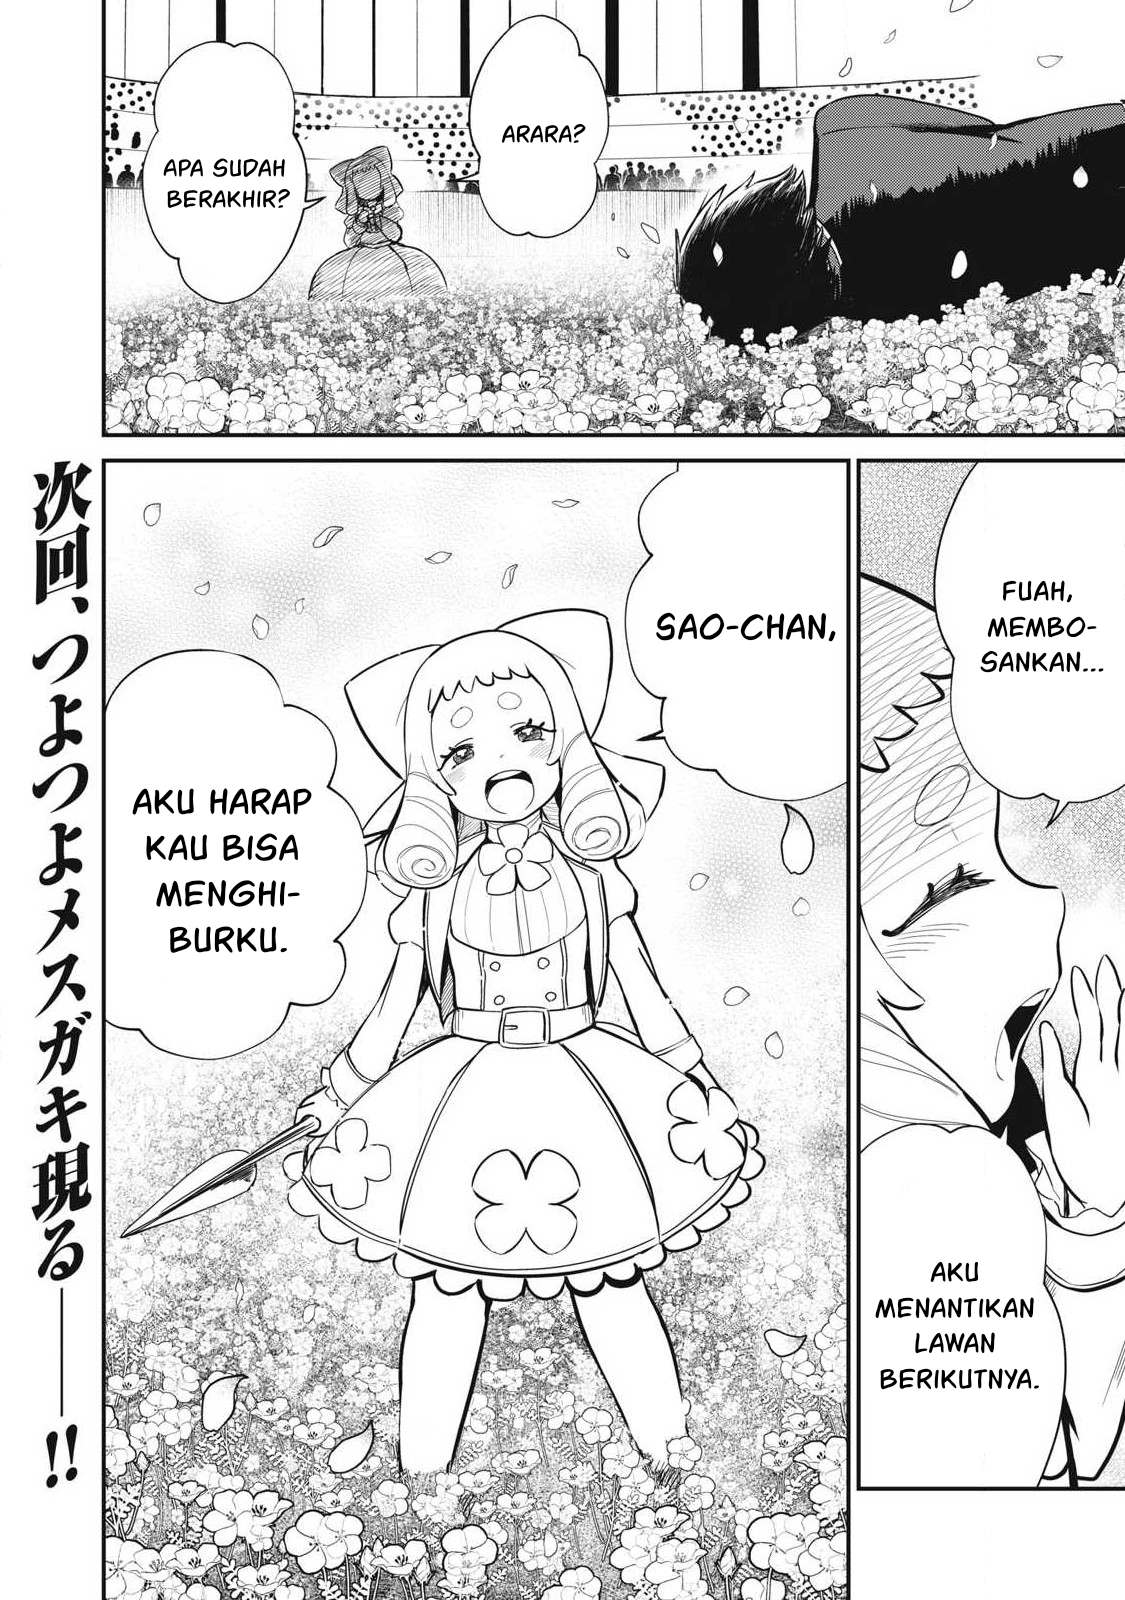 ARARA?
APA SUDAH
BERAKHIR?
FUAH,
MEMBO-
SANKAN...
AKU
MENANTIKAN
LAWAN
BERIKUTNYA.
SAO-CHAN,
AKU HARAP
KAU BISA
MENGHI-
BURKU.
次回、つよつよメスガキ現る――!!